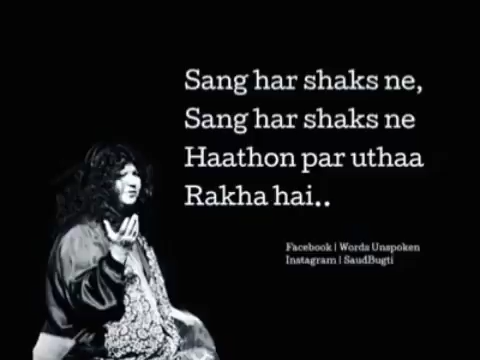 Sang har shaks ne,
Sang har shaks ne
Haathon par uthaa
Rakha hai..
Facebook | Words Unspoken
Instagram | SaudBugti